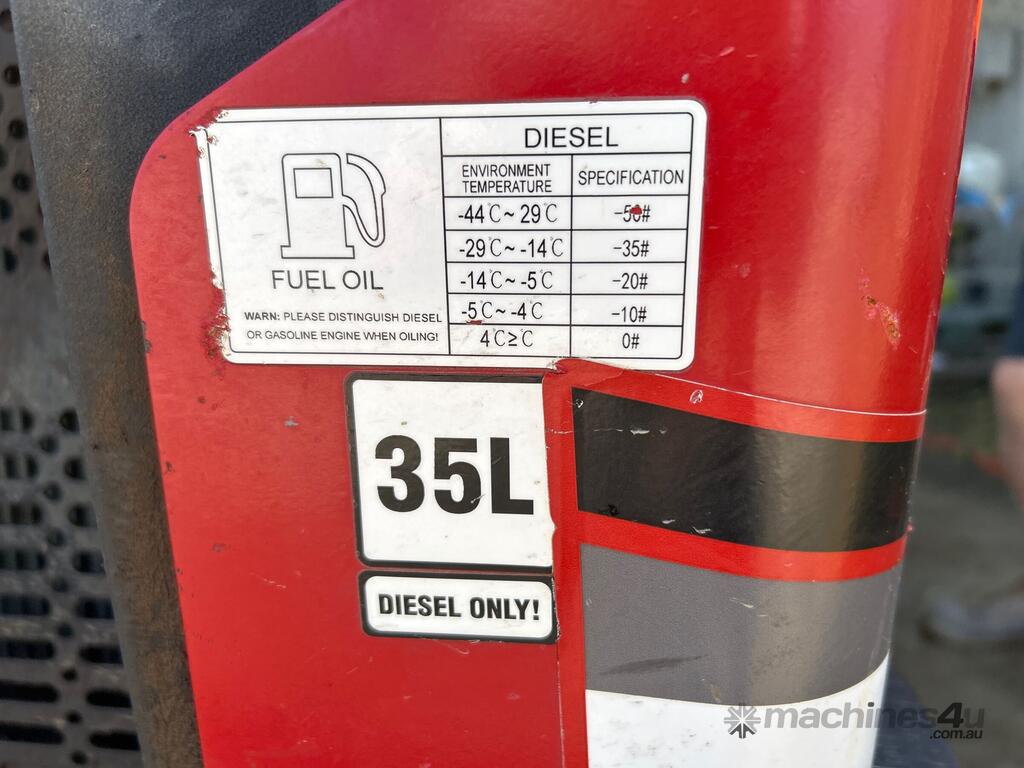 DIESEL
ENVIRONMENT TEMPERATURE SPECIFICATION
-44℃~ 29℃ -50#
-29℃~ -14℃ -35#
-14℃~ -5℃ -20#
-5℃~ -4℃ -10#
4℃≥℃ 0#
FUEL OIL
WARN: PLEASE DISTINGUISH DIESEL
OR GASOLINE ENGINE WHEN OILING!
35L
DIESEL ONLY!
machines4u
.com.au